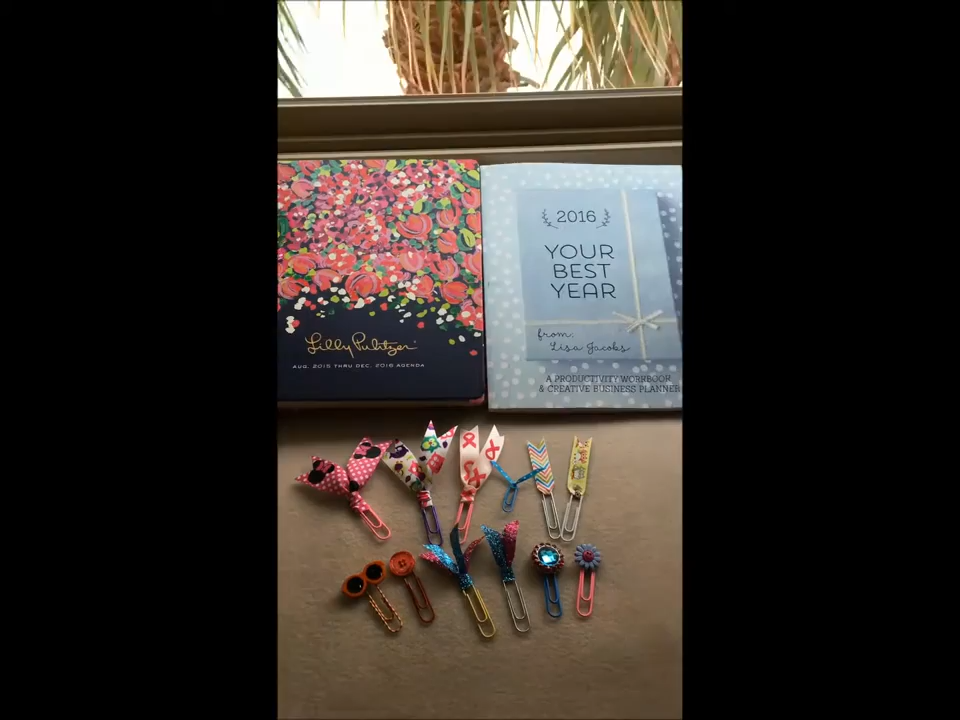 Lilly Pulitzer
AUG. 2015 THRU DEC. 2016 AGENDA
2016
YOUR
BEST
YEAR
from:
Lisa Jacobs
A PRODUCTIVITY WORKBOOK
& CREATIVE BUSINESS PLANNER